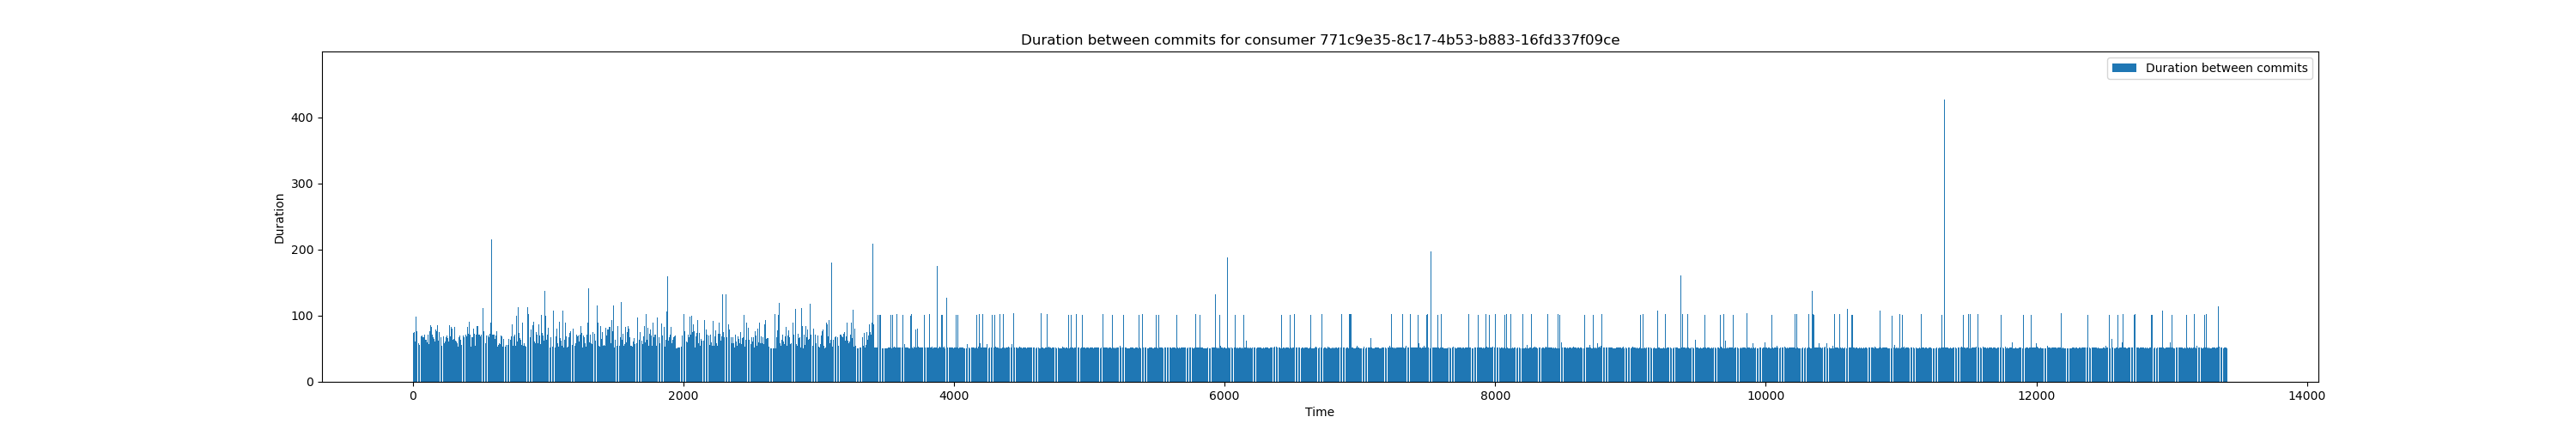 Duration between commits for consumer 771c9e35-8c17-4b53-b883-16fd337f09ce
Duration between commits
400
300
200
100
0
Duration
0 2000 4000 6000 8000 10000 12000 14000
Time